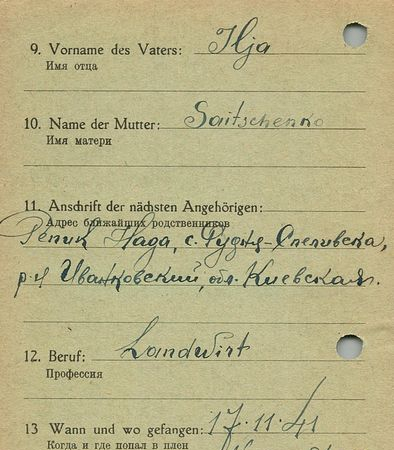 9. Vorname des Vaters: Ilja
Имя отца
10. Name der Mutter: Saitschenko
Имя матери
11. Anschrift der nächsten Angehörigen:
Адрес ближайших родственников
Репик Нада, с. Рудня-
р-н Иванковский, обл. Киевская.
12. Beruf: Landwirt
Профессия
13 Wann und wo gefangen: 17.11.41
Когда и где попал в плен